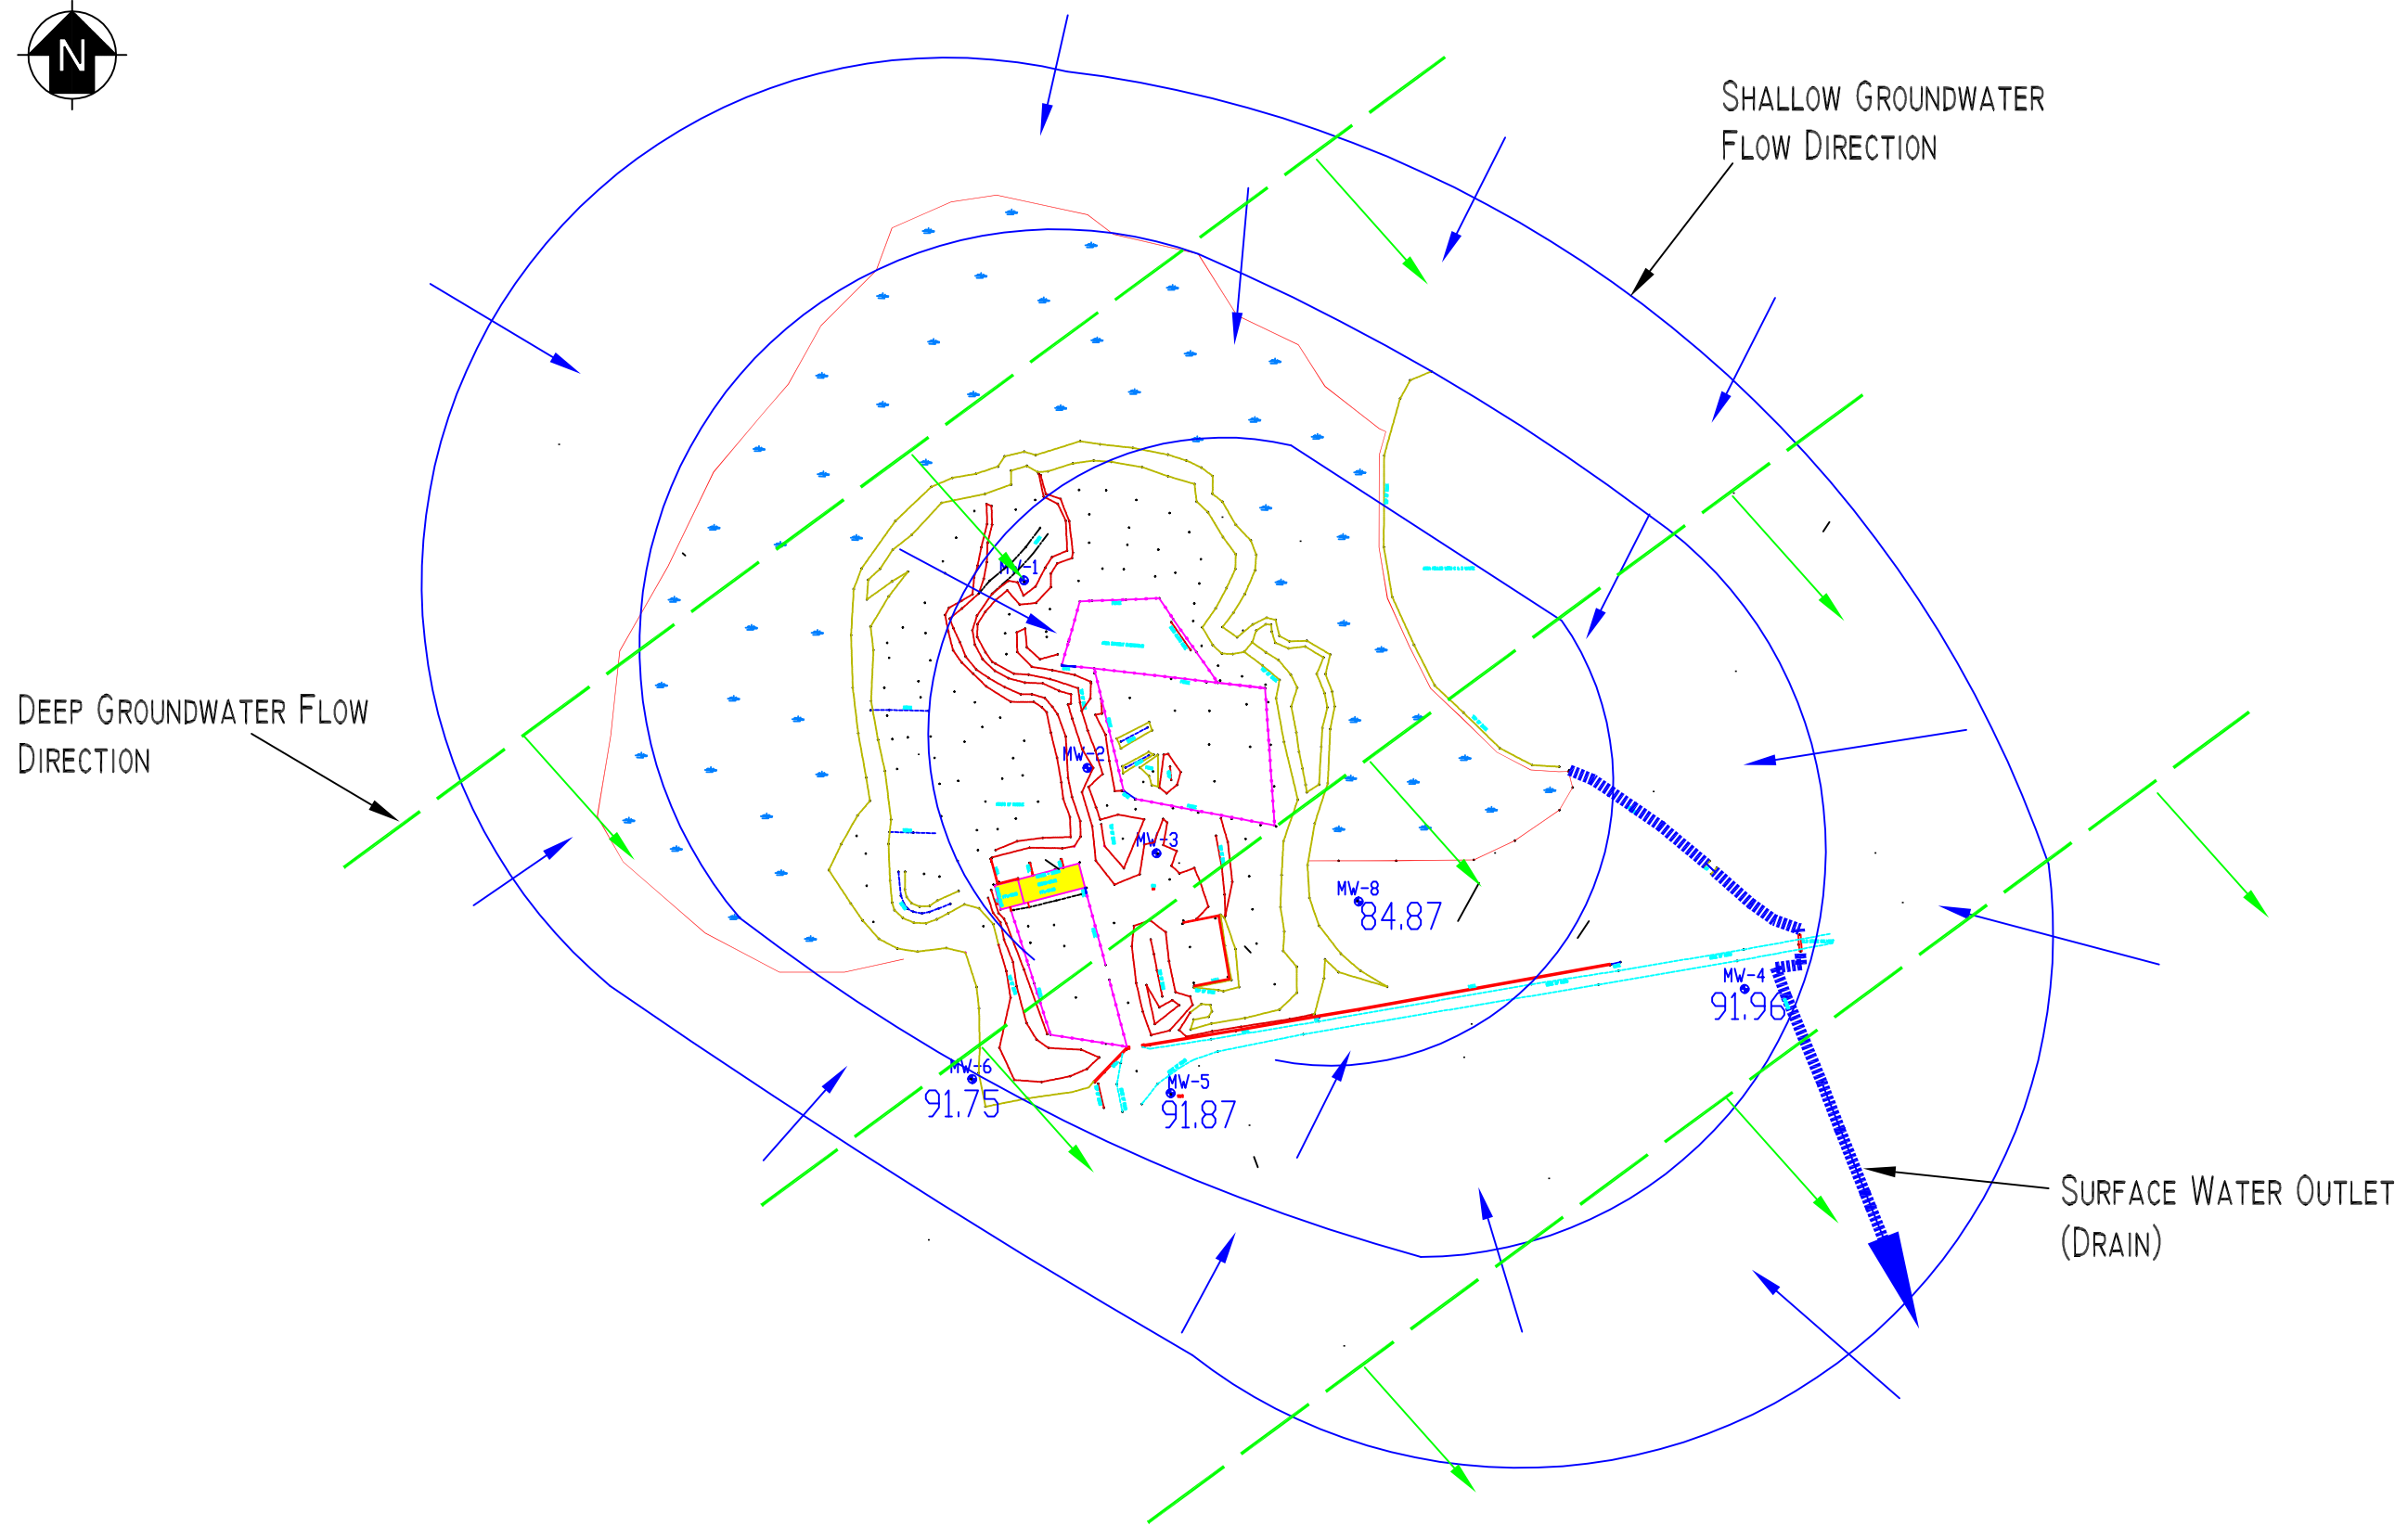 N
SHALLOW GROUNDWATER
FLOW DIRECTION
MW-1
DEEP GROUNDWATER FLOW
DIRECTION
MW-2
MW-3
MW-8
84.87
MW-4
91.96
MW-6
91.75
MW-5
91.87
SURFACE WATER OUTLET
(DRAIN)